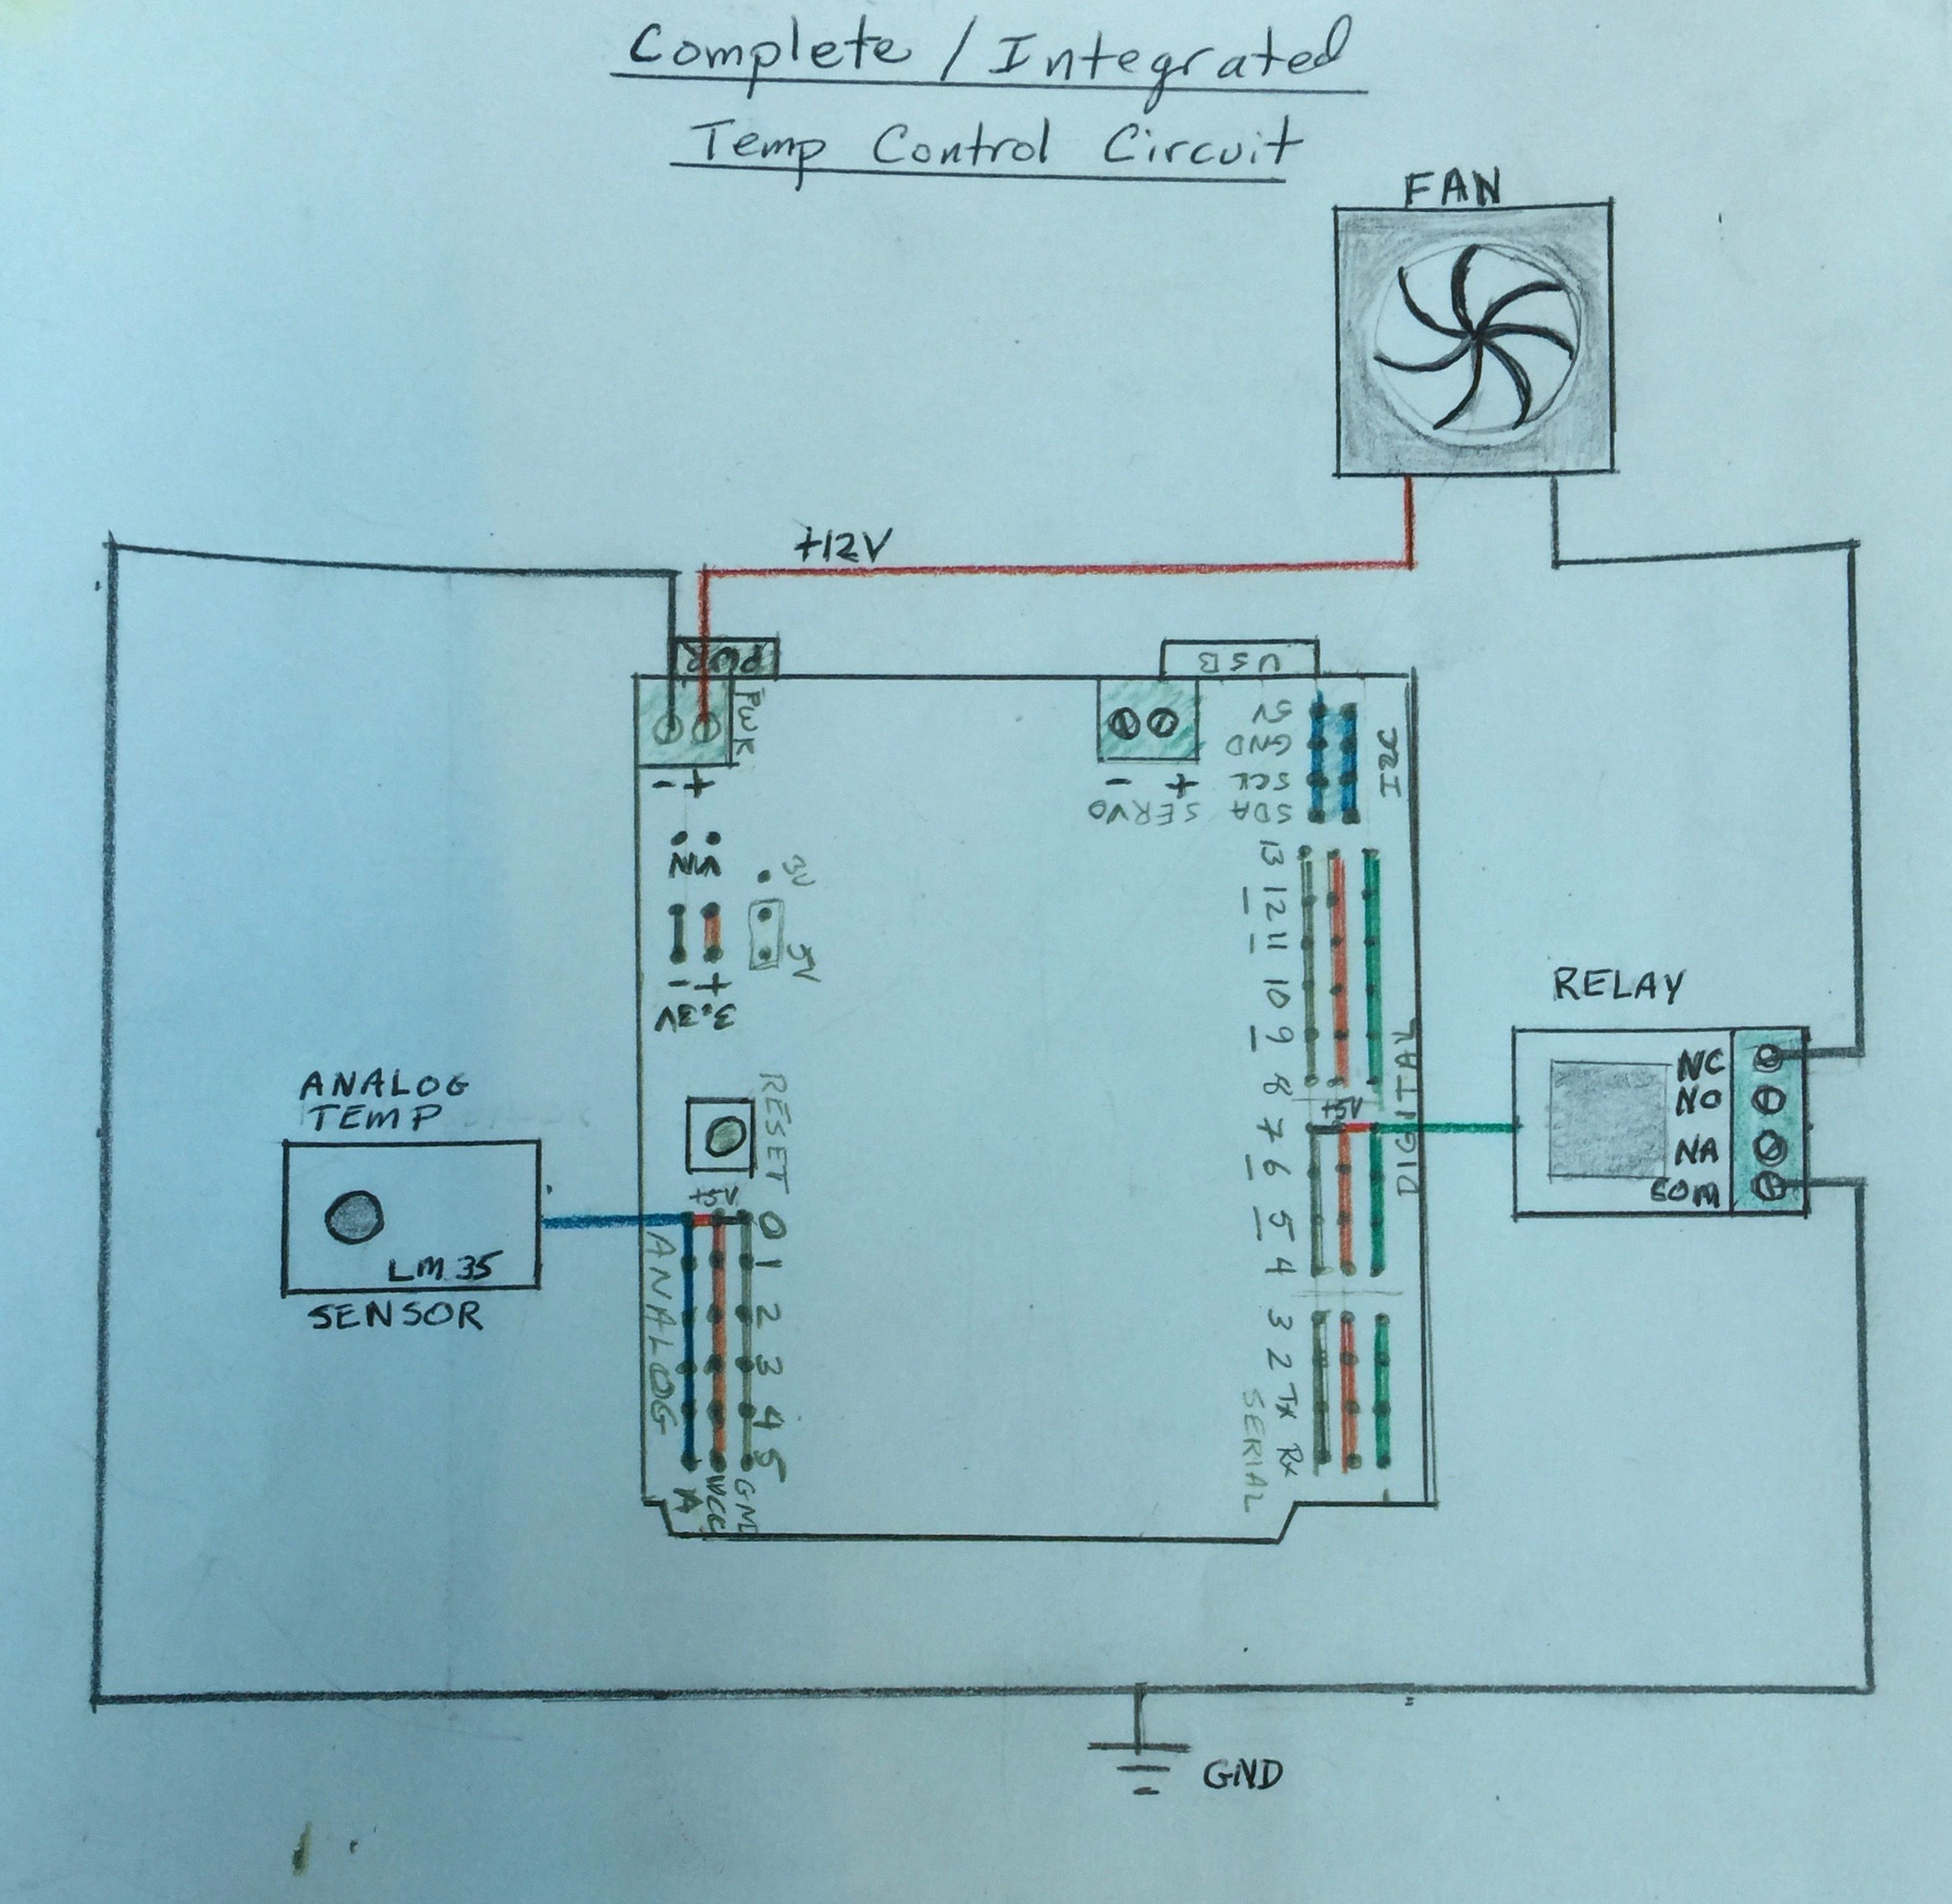 Complete / Integrated
Temp Control Circuit
FAN
+12V
PWR
USB
PWR
- +
- +
SERVO
5V
GND
SCK
SDA
I2C
VIN
3V
5V
- +
3.3V
RESET
+5V
ANALOG
TEMP
LM 35
SENSOR
ANALOG
0
1
2
3
4
5
A
VCC
GND
13
12
11
10
9
8
+5V
7
6
5
4
3
2
Tx
Rx
SERIAL
DIGITAL
RELAY
NC
NO
NA
COM
GND